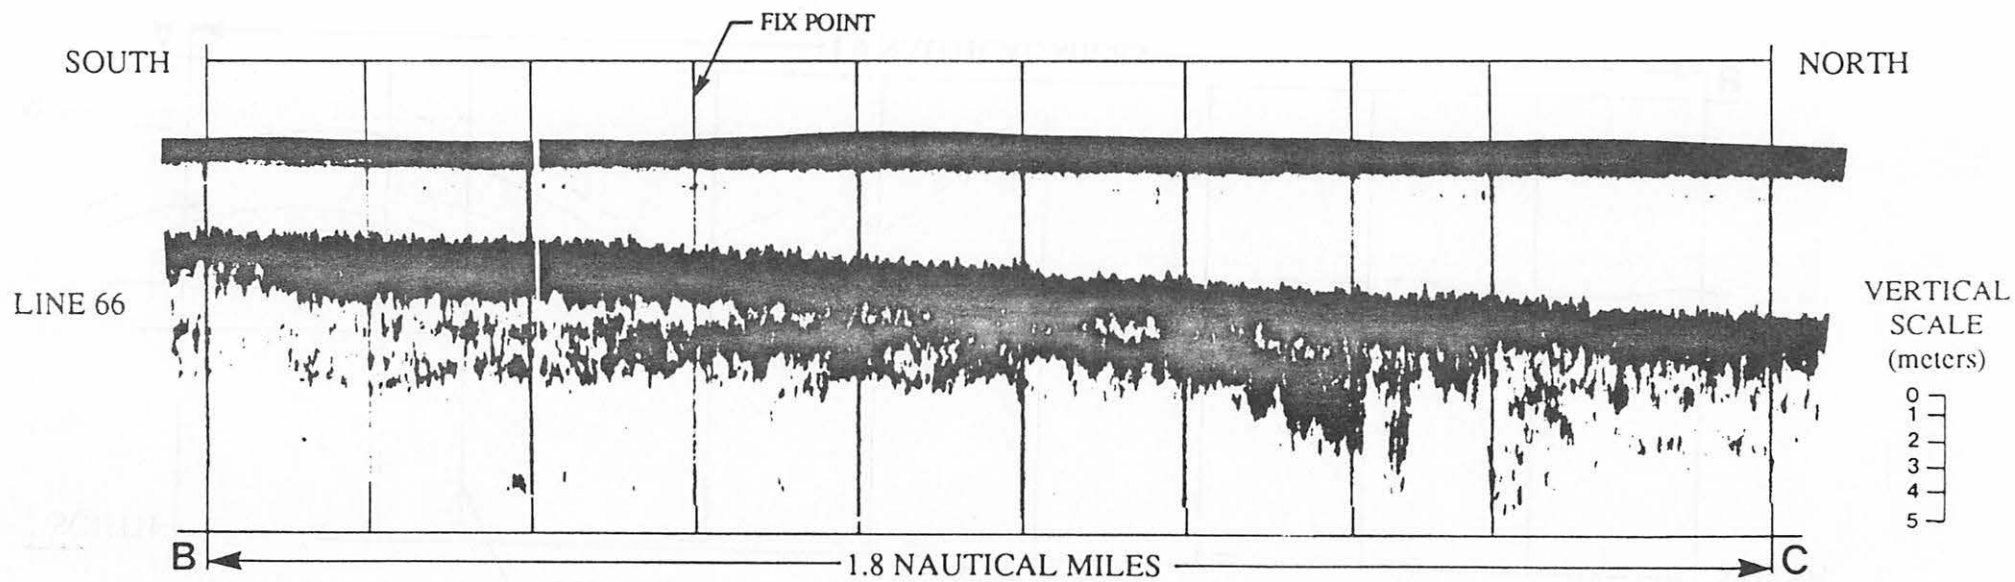 FIX POINT
SOUTH
NORTH
LINE 66
VERTICAL
SCALE
(meters)
0
1
2
3
4
5
B
1.8 NAUTICAL MILES
C